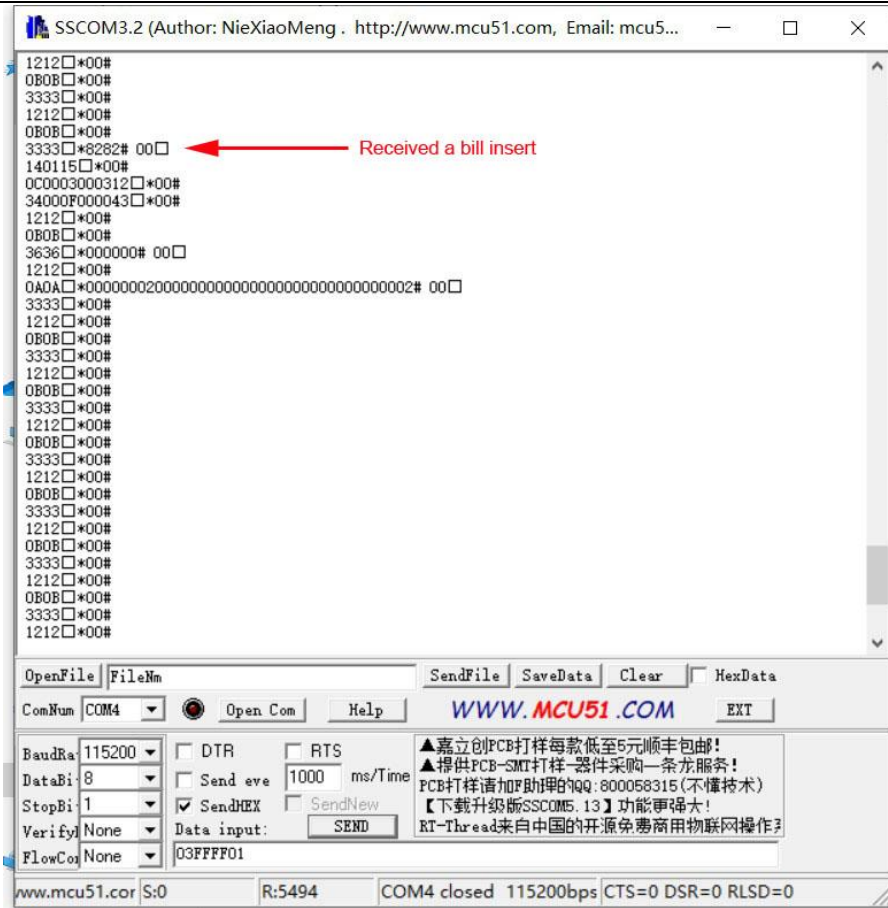 SSCOM3.2 (Author: NieXiaoMeng . http://www.mcu51.com, Email: mcu5...
1212□*00#
0B0B□*00#
3333□*00#
1212□*00#
0B0B□*00#
3333□*8282# 00□
Received a bill insert
140115□*00#
0C0003000312□*00#
34000F000043□*00#
1212□*00#
0B0B□*00#
3636□*000000# 00□
1212□*00#
0A0A□*00000002000000000000000000000000000000002# 00□
3333□*00#
1212□*00#
0B0B□*00#
3333□*00#
1212□*00#
0B0B□*00#
3333□*00#
1212□*00#
0B0B□*00#
3333□*00#
1212□*00#
0B0B□*00#
3333□*00#
1212□*00#
0B0B□*00#
3333□*00#
1212□*00#
0B0B□*00#
3333□*00#
1212□*00#
OpenFile FileNm SendFile SaveData Clear HexData
ComNum COM4 Open Com Help WWW.MCU51.COM EXT
BaudRa 115200 DTR RTS
DataBi 8 Send eve 1000 ms/Time
StopBi 1 SendHEX SendNew
VerifyI None Data input: SEND
FlowCoi None 03FFFF01
▲嘉立创PCB打样每款低至5元顺丰包邮!
▲提供PCB-SMT打样-器件采购一条龙服务!
PCB打样请加F助理的QQ:800058315(不懂技术)
【下载升级版SSCOM5.13】功能更强大!
RT-Thread来自中国的开源免费商用物联网操作系
www.mcu51.cor S:0 R:5494 COM4 closed 115200bps CTS=0 DSR=0 RLSD=0